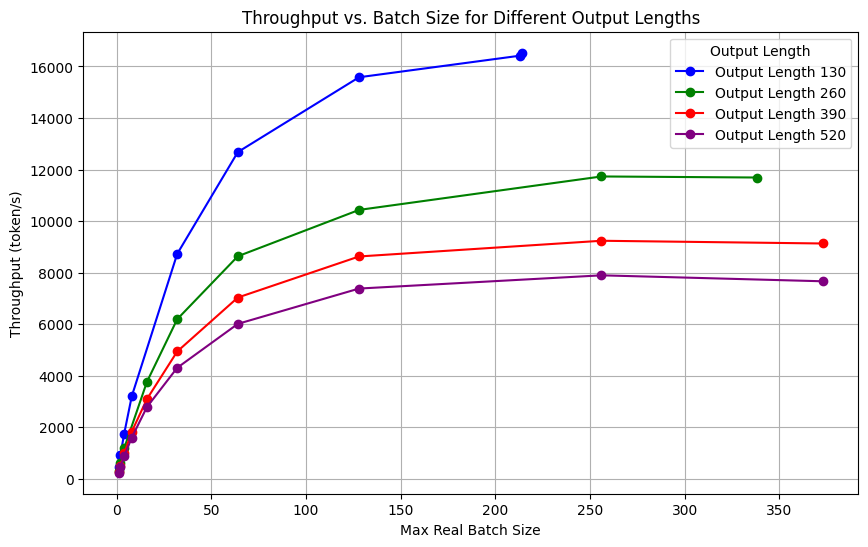 Throughput vs. Batch Size for Different Output Lengths
Throughput (token/s)
16000
14000
12000
10000
8000
6000
4000
2000
0
Output Length
Output Length 130
Output Length 260
Output Length 390
Output Length 520
0 50 100 150 200 250 300 350
Max Real Batch Size